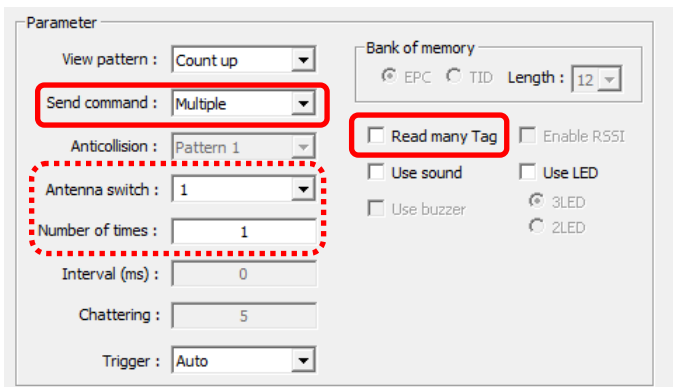 Parameter
View pattern : Count up
Send command : Multiple
Anticollision : Pattern 1
Antenna switch : 1
Number of times : 1
Interval (ms) : 0
Chattering : 5
Trigger : Auto
Bank of memory
EPC TID Length : 12
Read many Tag Enable RSSI
Use sound Use LED
Use buzzer 3LED
2LED